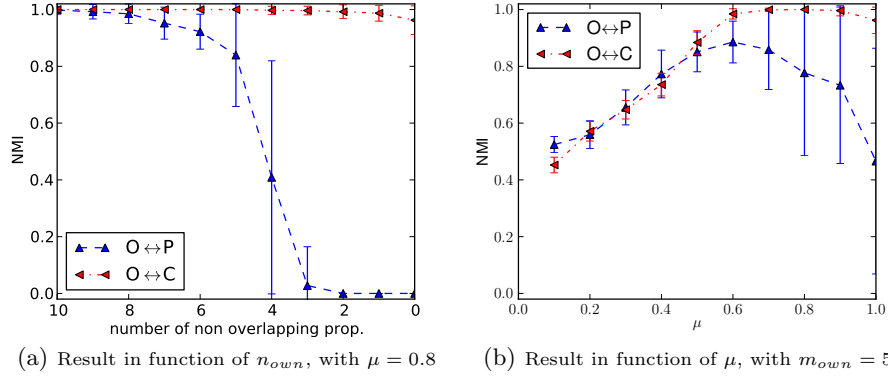 1.0
0.8
0.6
0.4
0.2
0.0
NMI
O↔P
O↔C
10 8 6 4 2 0
number of non overlapping prop.
(a) Result in function of n_own, with μ = 0.8
1.0
0.8
0.6
0.4
0.2
0.0
NMI
O↔P
O↔C
0.0 0.2 0.4 0.6 0.8 1.0
μ
(b) Result in function of μ, with m_own = 5